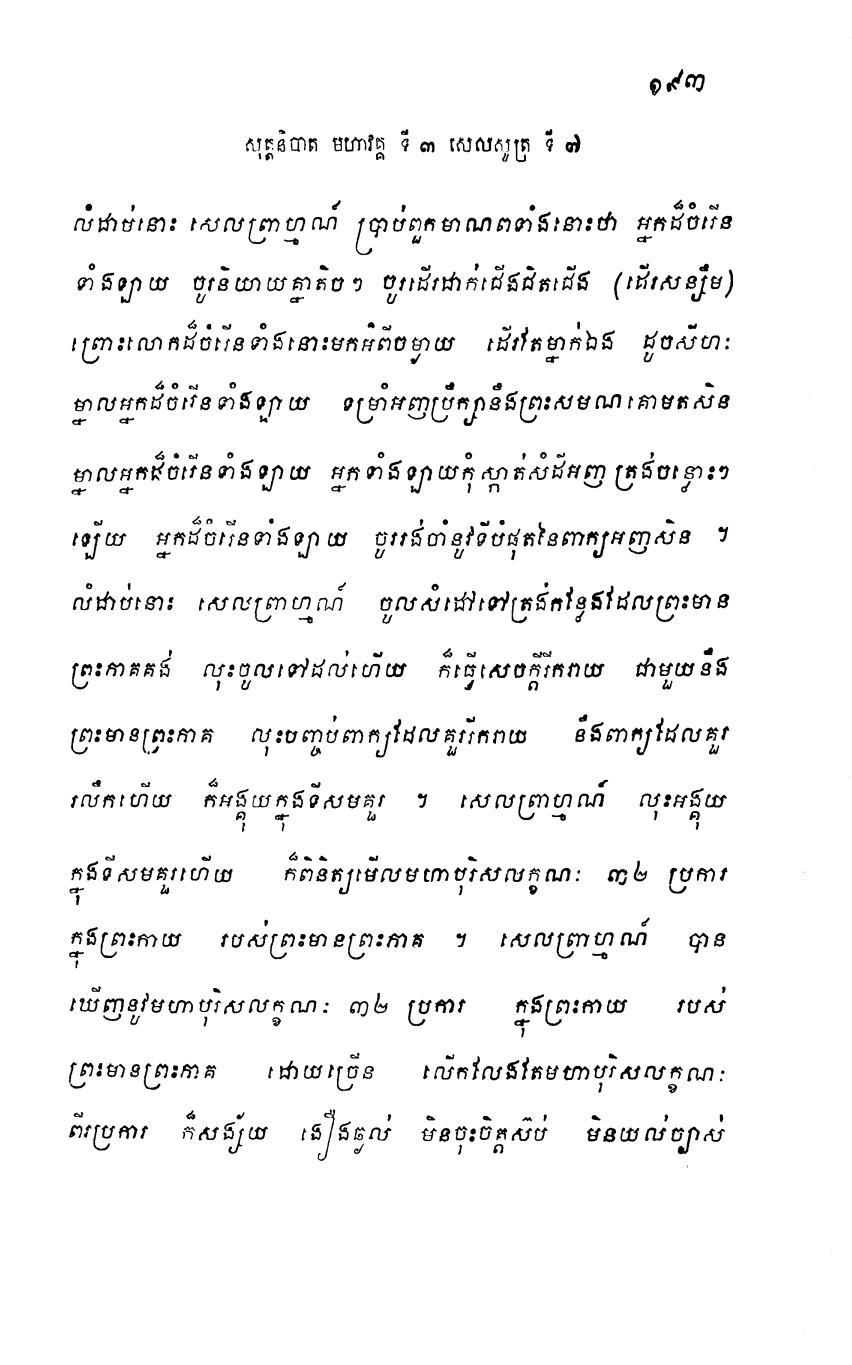 ១៩៣
សុត្តនិបាត មហាវគ្គ ទី ៣ សេលសូត្រ ទី ៧
លំដាប់នោះ សេលព្រាហ្មណ៍ ប្រាប់ពួកមាណពទាំងនោះថា អ្នកដ៏ចំរើន
ទាំងឡាយ ចូរនិយាយគ្នាតិចៗ ចូរដើរដាក់ជើងជិតជើង (ដើរសន្សឹម)
ព្រោះលោកដ៏ចំរើនទាំងនោះមកអំពីចម្ងាយ ដើរតែម្នាក់ឯង ដូចសីហៈ
ម្នាលអ្នកដ៏ចំរើនទាំងឡាយ ទម្រាំអញប្រឹក្សានឹងព្រះសមណគោមតសិន
ម្នាលអ្នកដ៏ចំរើនទាំងឡាយ អ្នកទាំងឡាយកុំស្កាត់សំដីអញ ត្រង់ចន្លោះៗ
ឡើយ អ្នកដ៏ចំរើនទាំងឡាយ ចូររង់ចាំនូវទីបំផុតនៃពាក្យអញសិន ។
លំដាប់នោះ សេលព្រាហ្មណ៍ ចូលសំដៅទៅត្រង់កន្លែងដែលព្រះមាន
ព្រះភាគគង់ លុះចូលទៅដល់ហើយ ក៏ធ្វើសេចក្តីរីករាយ ជាមួយនឹង
ព្រះមានព្រះភាគ លុះបញ្ចប់ពាក្យដែលគួររីករាយ នឹងពាក្យដែលគួរ
រលឹកហើយ ក៏អង្គុយក្នុងទីសមគួរ ។ សេលព្រាហ្មណ៍ លុះអង្គុយ
ក្នុងទីសមគួរហើយ ក៏ពិនិត្យមើលមហាបុរិសលក្ខណៈ ៣២ ប្រការ
ក្នុងព្រះកាយ របស់ព្រះមានព្រះភាគ ។ សេលព្រាហ្មណ៍ បាន
ឃើញនូវមហាបុរិសលក្ខណៈ ៣២ ប្រការ ក្នុងព្រះកាយ របស់
ព្រះមានព្រះភាគ ដោយច្រើន លើកលែងតែមហាបុរិសលក្ខណៈ
ពីរប្រការ ក៏សង្ស័យ ងឿងឆ្ងល់ មិនចុះចិត្តស៊ប់ មិនយល់ច្បាស់